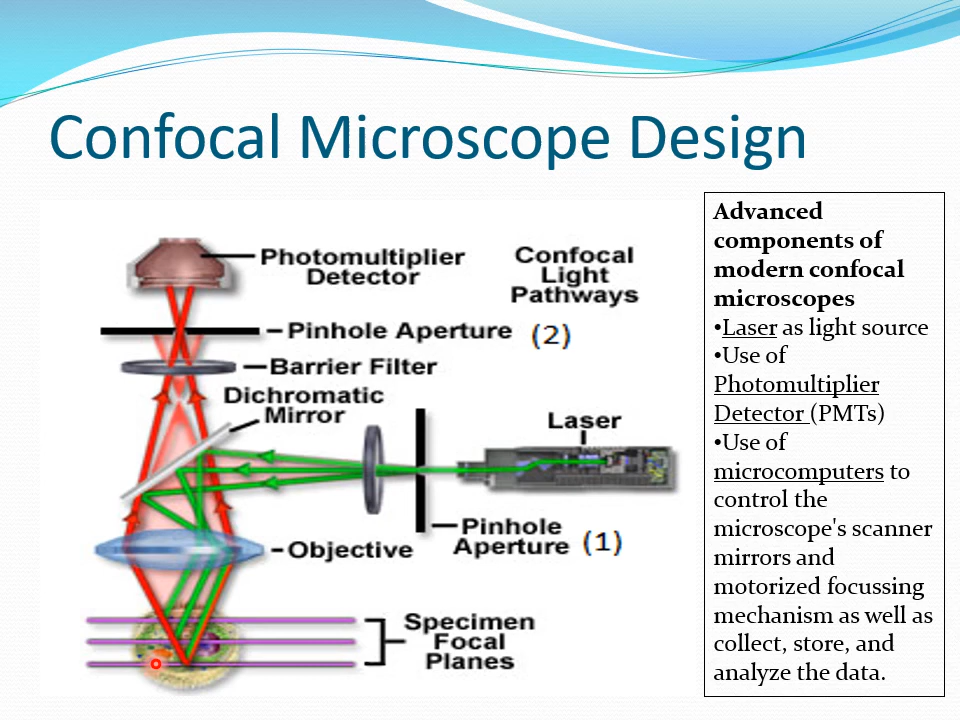 Confocal Microscope Design
Photomultiplier
Detector
Confocal
Light
Pathways
Pinhole Aperture (2)
Barrier Filter
Dichromatic
Mirror
Laser
Pinhole
Aperture (1)
Objective
Specimen
Focal
Planes
Advanced
components of
modern confocal
microscopes
•Laser as light source
•Use of
Photomultiplier
Detector (PMTs)
•Use of
microcomputers to
control the
microscope's scanner
mirrors and
motorized focussing
mechanism as well as
collect, store, and
analyze the data.